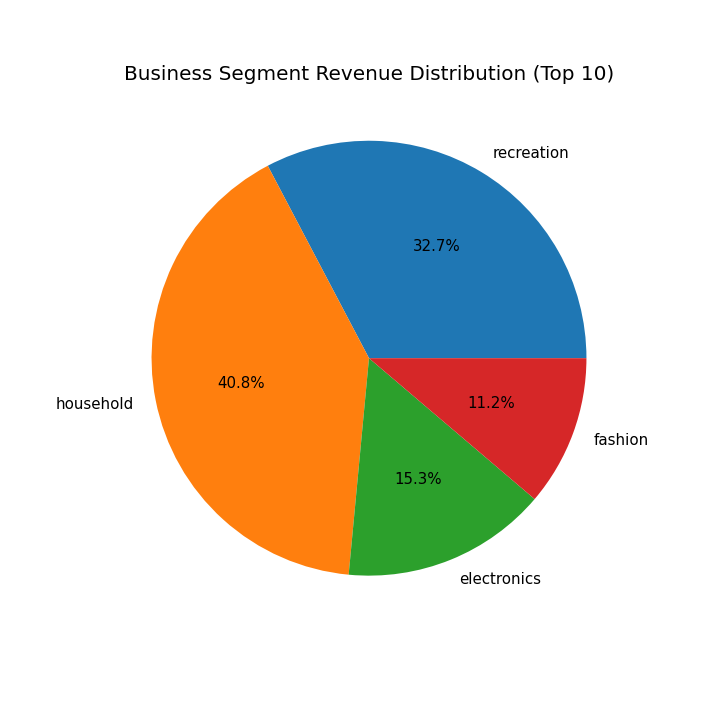 Business Segment Revenue Distribution (Top 10)
recreation
32.7%
40.8%
household
11.2%
fashion
15.3%
electronics